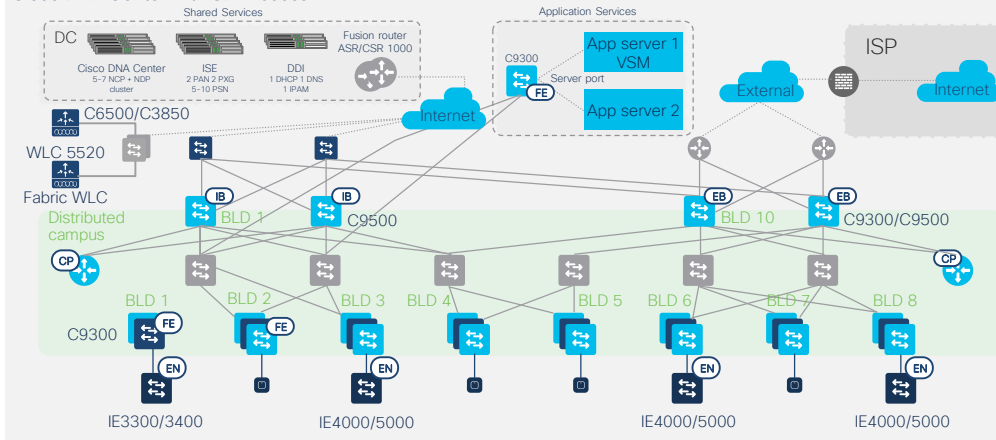 Shared Services
Application Services
DC
Fusion router
ASR/CSR 1000
Cisco DNA Center
5-7 NCP + NDP
cluster
ISE
2 PAN 2 PXG
5-10 PSN
DDI
1 DHCP 1 DNS
1 IPAM
C9300
FE
Server port
App server 1
VSM
App server 2
ISP
External
Internet
Internet
C6500/C3850
WLC 5520
Fabric WLC
IB
IB
EB
EB
Distributed
campus
BLD 1
C9500
BLD 10
C9300/C9500
CP
CP
BLD 1
BLD 2
BLD 3
BLD 4
BLD 5
BLD 6
BLD 7
BLD 8
C9300
FE
FE
EN
EN
EN
EN
IE3300/3400
IE4000/5000
IE4000/5000
IE4000/5000